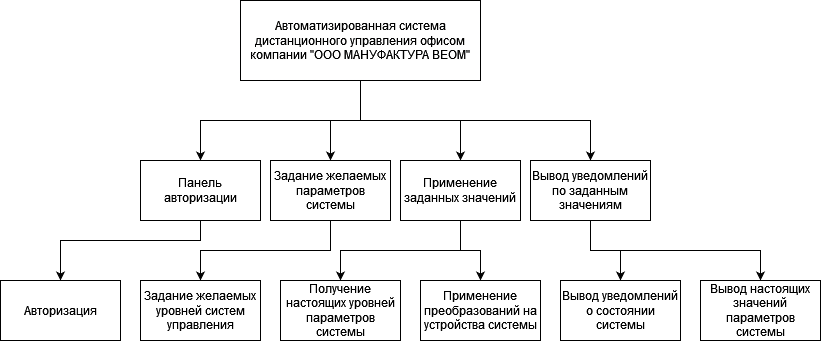 Автоматизированная система
дистанционного управления офисом
компании "ООО МАНУФАКТУРА ВЕОМ"
Панель
авторизации
Задание желаемых
параметров
системы
Применение
заданных значений
Вывод уведомлений
по заданным
значениям
Авторизация
Задание желаемых
уровней систем
управления
Получение
настоящих уровней
параметров
системы
Применение
преобразований на
устройства системы
Вывод уведомлений
о состоянии
системы
Вывод настоящих
значений
параметров
системы